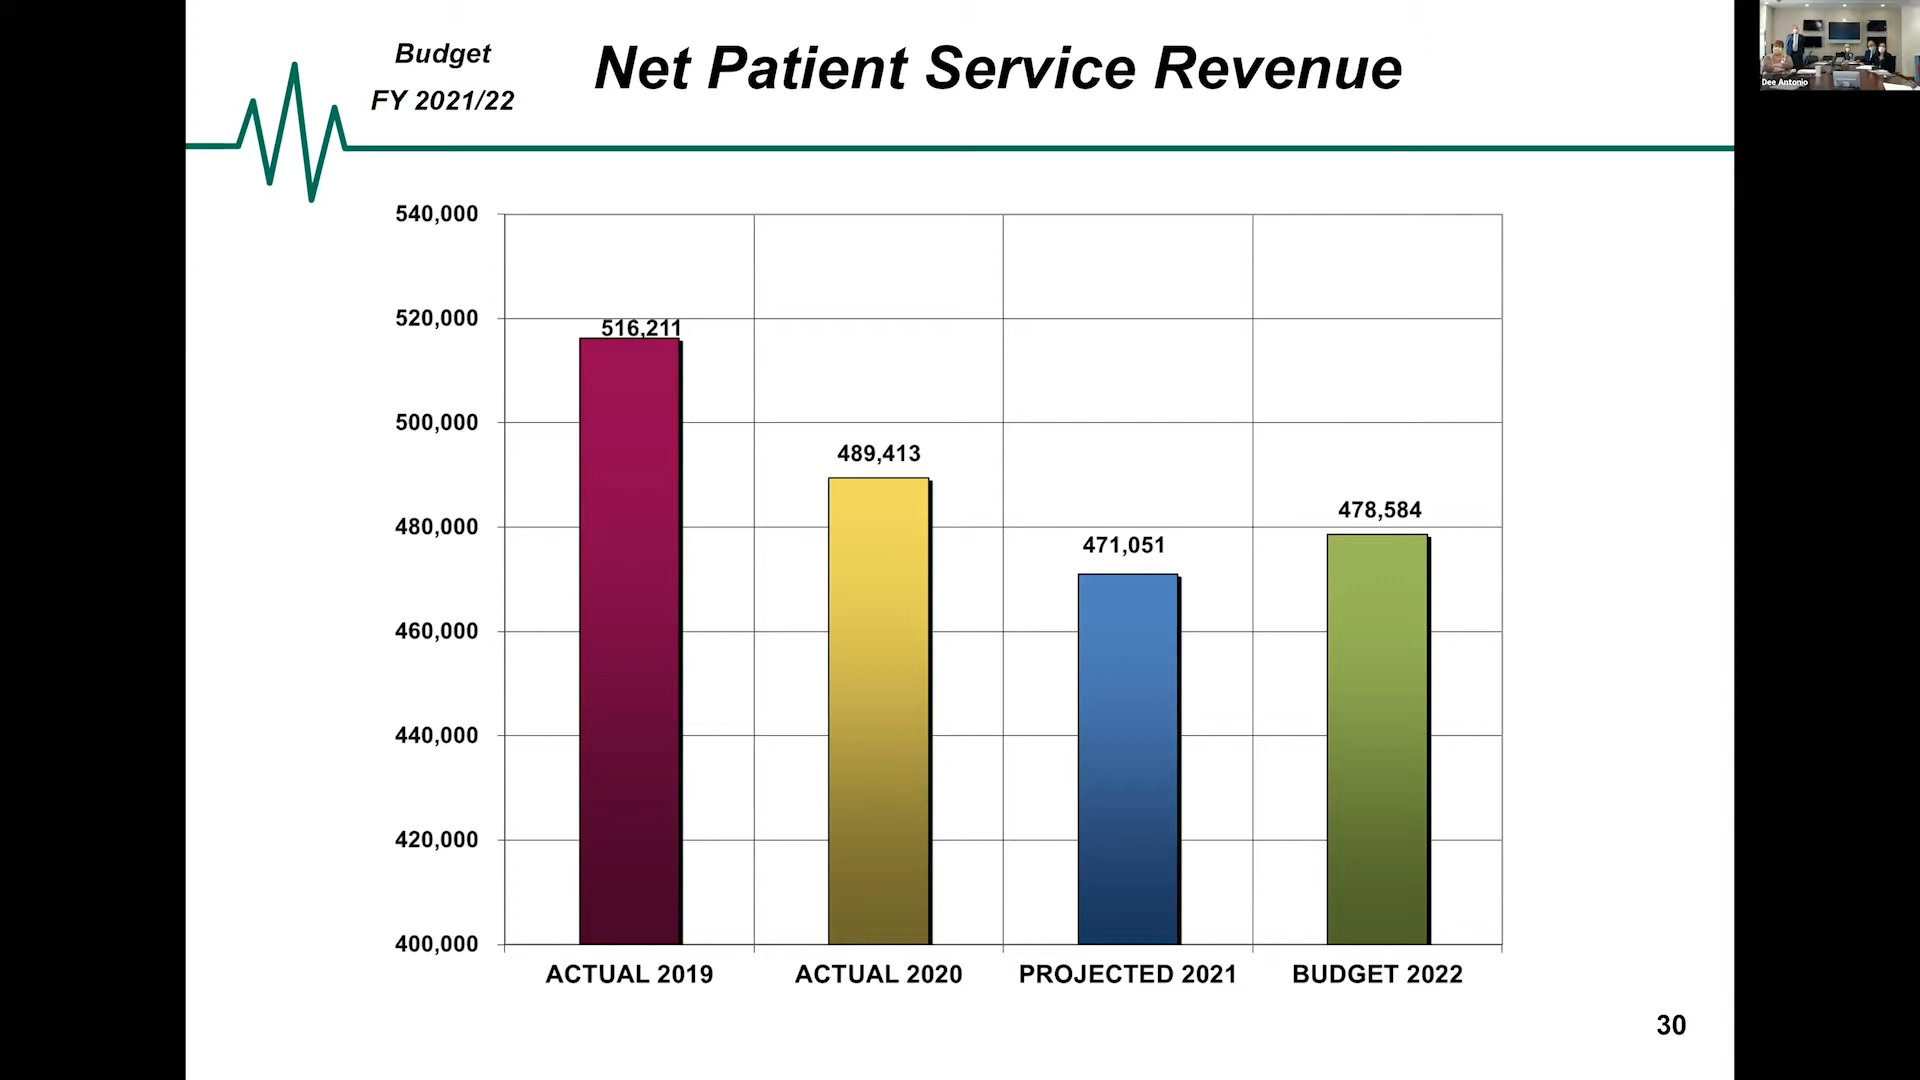 Budget
FY 2021/22
Net Patient Service Revenue
Dee Antonio
540,000
520,000
500,000
480,000
460,000
440,000
420,000
400,000
516,211
489,413
471,051
478,584
ACTUAL 2019
ACTUAL 2020
PROJECTED 2021
BUDGET 2022
30